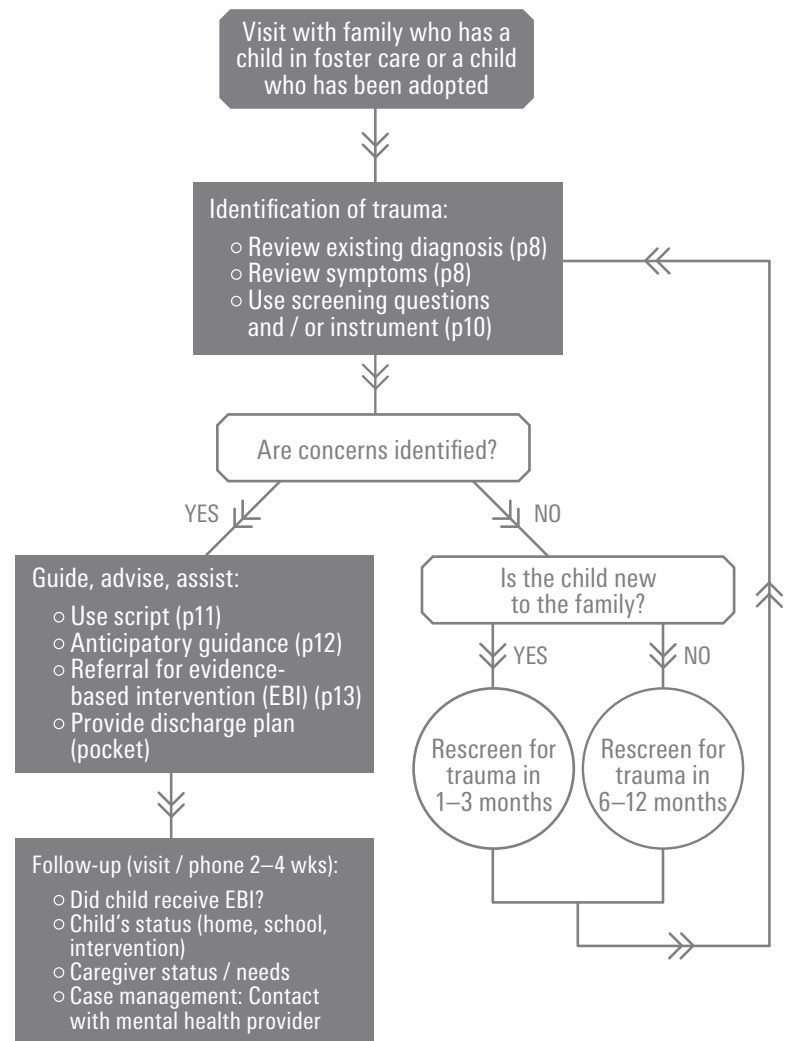 Visit with family who has a
child in foster care or a child
who has been adopted
Identification of trauma:
○ Review existing diagnosis (p8)
○ Review symptoms (p8)
○ Use screening questions
and / or instrument (p10)
Are concerns identified?
YES
NO
Guide, advise, assist:
○ Use script (p11)
○ Anticipatory guidance (p12)
○ Referral for evidence-
based intervention (EBI) (p13)
○ Provide discharge plan
(pocket)
Is the child new
to the family?
YES
NO
Rescreen for
trauma in
1–3 months
Rescreen for
trauma in
6–12 months
Follow-up (visit / phone 2–4 wks):
○ Did child receive EBI?
○ Child's status (home, school,
intervention)
○ Caregiver status / needs
○ Case management: Contact
with mental health provider